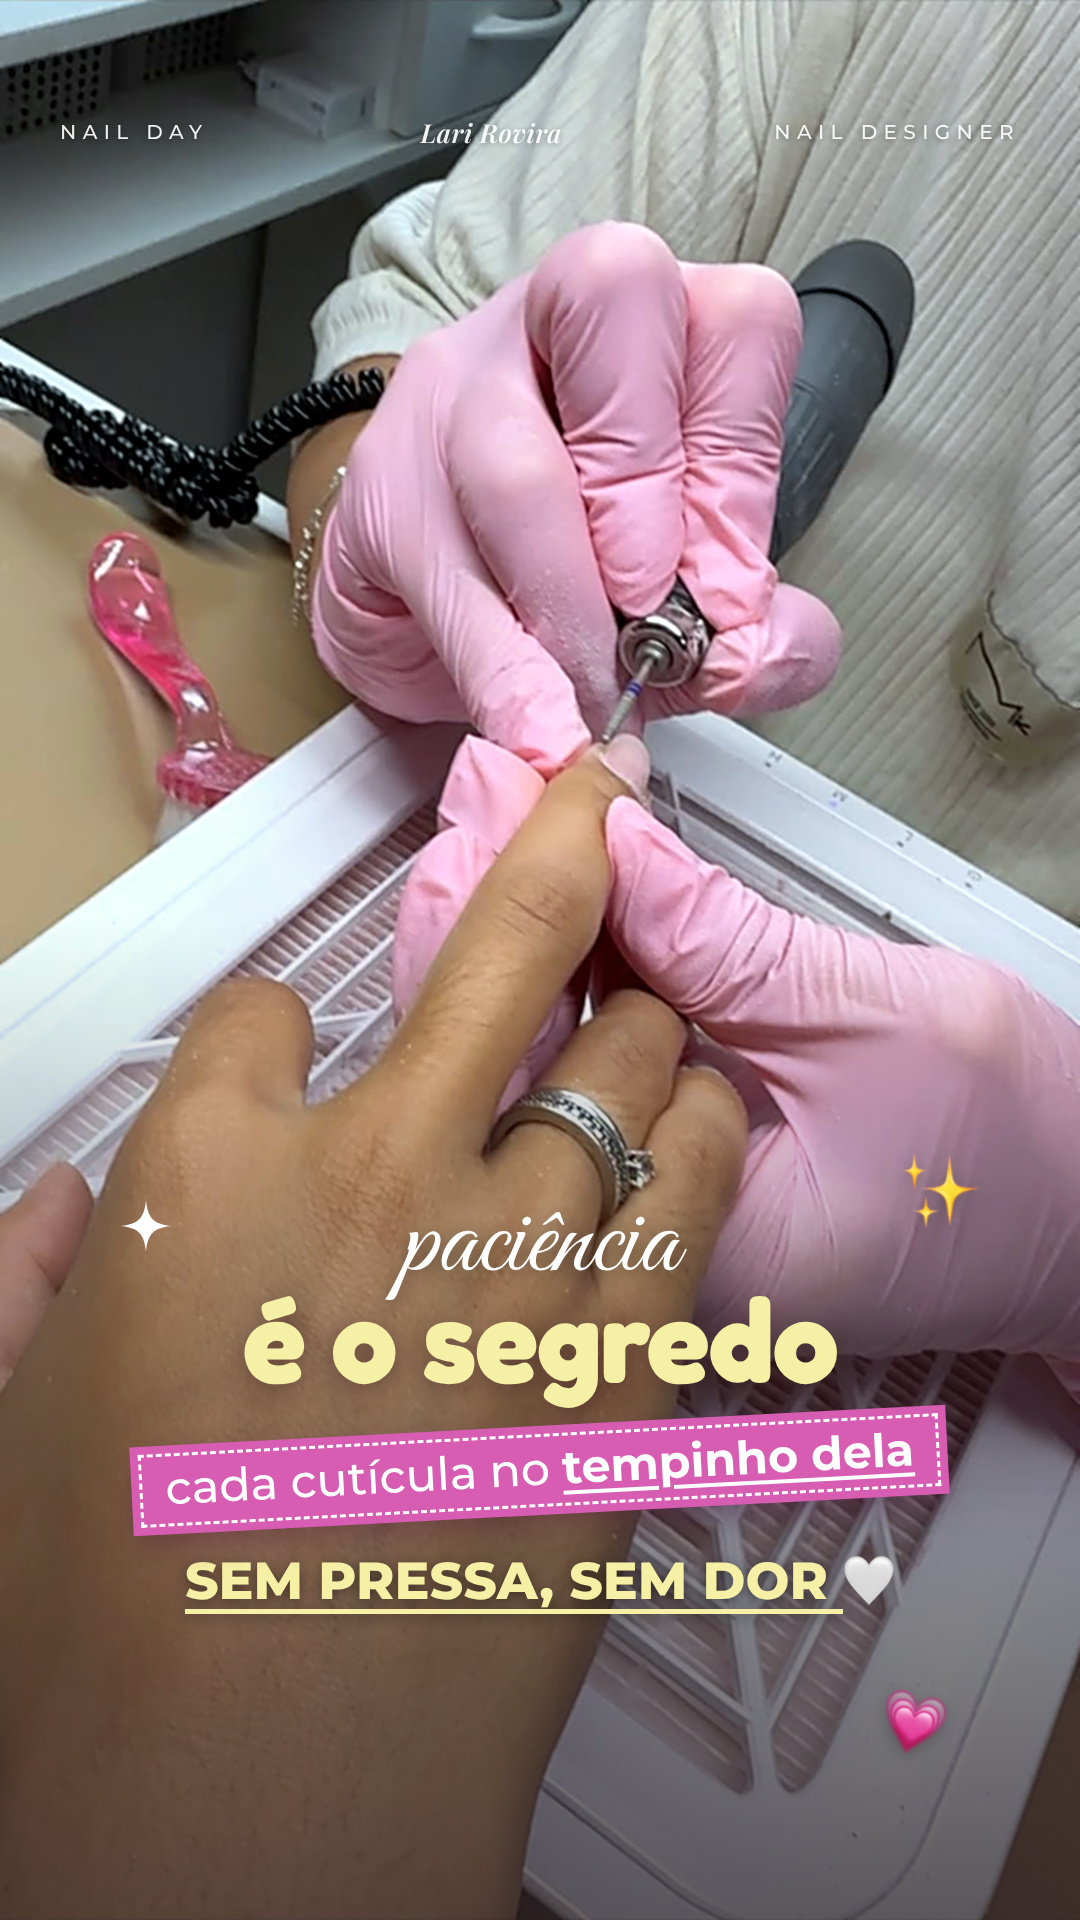 NAIL DAY
Lari Rovira
NAIL DESIGNER
paciência
é o segredo
cada cutícula no tempinho dela
SEM PRESSA, SEM DOR 🤍